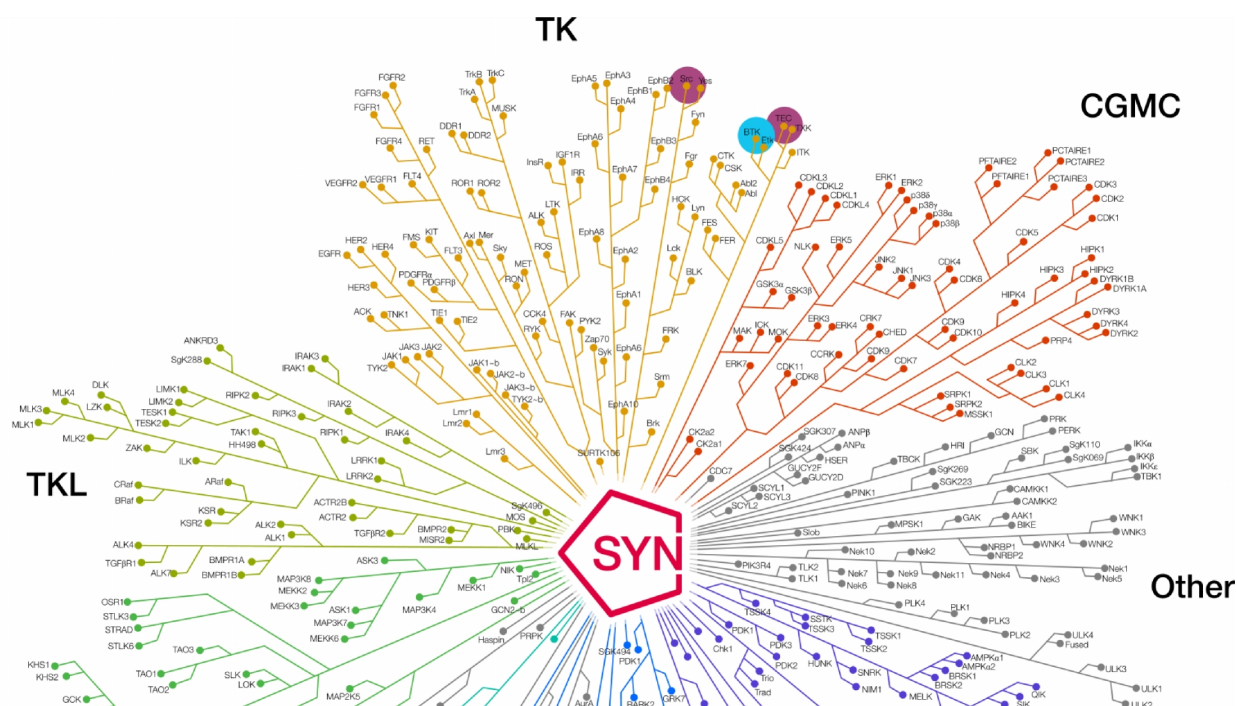 TK
CGMC
TKL
Other
SYN
FGFR2
FGFR3
FGFR1
FGFR4
RET
VEGFR2
VEGFR1
FLT4
TrkB
TrkC
TrkA
MUSK
DDR1
DDR2
ROR1
ROR2
HER2
EGFR
HER4
HER3
FMS
KIT
FLT3
PDGFRα
PDGFRβ
Axl
Mer
Sky
MET
RON
ACK
TNK1
TIE1
TIE2
JAK3
JAK2
JAK1
TYK2
JAK1~b
JAK2~b
JAK3~b
TYK2~b
Lmr1
Lmr2
Lmr3
InsR
IGF1R
IRR
LTK
ALK
ROS
CCK4
RYK
FAK
PYK2
Zap70
Syk
SURTK106
EphA5
EphA3
EphA4
EphA6
EphA7
EphA8
EphA2
EphA1
EphA6
EphA10
EphB2
EphB1
EphB3
EphB4
Src
Yes
Fyn
Fgr
HCK
Lyn
Lck
BLK
FRK
Srm
Brk
BTK
Etk
TEC
TXK
ITK
CTK
CSK
Abl2
Abl
FES
FER
CDKL3
CDKL2
CDKL1
CDKL4
CDKL5
ERK1
ERK2
p38δ
p38γ
p38α
p38β
NLK
ERK5
JNK2
JNK1
JNK3
GSK3α
GSK3β
MAK
ICK
MOK
ERK3
ERK4
ERK7
CRK7
CHED
CCRK
CDK9
CDK7
CDK11
CDK8
CK2a2
CK2a1
CDC7
PCTAIRE1
PCTAIRE2
PFTAIRE2
PFTAIRE1
PCTAIRE3
CDK3
CDK2
CDK1
CDK5
CDK4
CDK6
CDK9
CDK10
HIPK1
HIPK2
HIPK3
HIPK4
DYRK1B
DYRK1A
DYRK3
DYRK4
DYRK2
PRP4
CLK2
CLK3
CLK1
CLK4
SRPK1
SRPK2
MSSK1
SGK307
SGK424
ANPβ
ANPα
HSER
GUCY2F
GUCY2D
SCYL1
SCYL3
SCYL2
PINK1
TBCK
HRI
GCN
PRK
PERK
SgK269
SGK223
SBK
SgK110
SgK069
IKKα
IKKβ
IKKε
TBK1
CAMKK1
CAMKK2
Slob
MPSK1
GAK
AAK1
BIKE
WNK1
WNK3
WNK4
WNK2
NRBP1
NRBP2
PIK3R4
TLK2
TLK1
Nek10
Nek2
Nek7
Nek6
Nek9
Nek8
Nek11
Nek4
Nek3
Nek1
Nek5
PLK4
PLK1
PLK3
PLK2
ULK4
Fused
ULK3
ULK1
ULK2
TSSK4
SSTK
TSSK3
TSSK1
TSSK2
PDK1
Chk1
PDK3
PDK2
Trio
Trad
HUNK
SNRK
NIM1
MELK
AMPKα1
AMPKα2
BRSK1
BRSK2
QIK
SIK
ANKRD3
SgK288
IRAK3
IRAK1
IRAK2
IRAK4
DLK
LZK
MLK4
MLK3
MLK1
MLK2
ZAK
ILK
LIMK1
LIMK2
TESK1
TESK2
RIPK2
RIPK3
RIPK1
TAK1
HH498
LRRK1
LRRK2
CRaf
BRaf
ARaf
KSR
KSR2
ACTR2B
ACTR2
TGFβR2
BMPR2
MISR2
ALK4
TGFβR1
ALK7
ALK2
ALK1
BMPR1A
BMPR1B
SgK496
MOS
PBK
MLKL
NIK
Tpl2
MEKK1
GCN2~b
Haspin
PRPK
ASK3
MAP3K8
MEKK2
MEKK3
ASK1
MAP3K7
MEKK6
MAP3K4
OSR1
STLK3
STRAD
STLK6
TAO3
TAO1
TAO2
SLK
LOK
MAP2K5
KHS1
KHS2
GCK
SGK494
PDK1
AurA
BARK2
GRK7